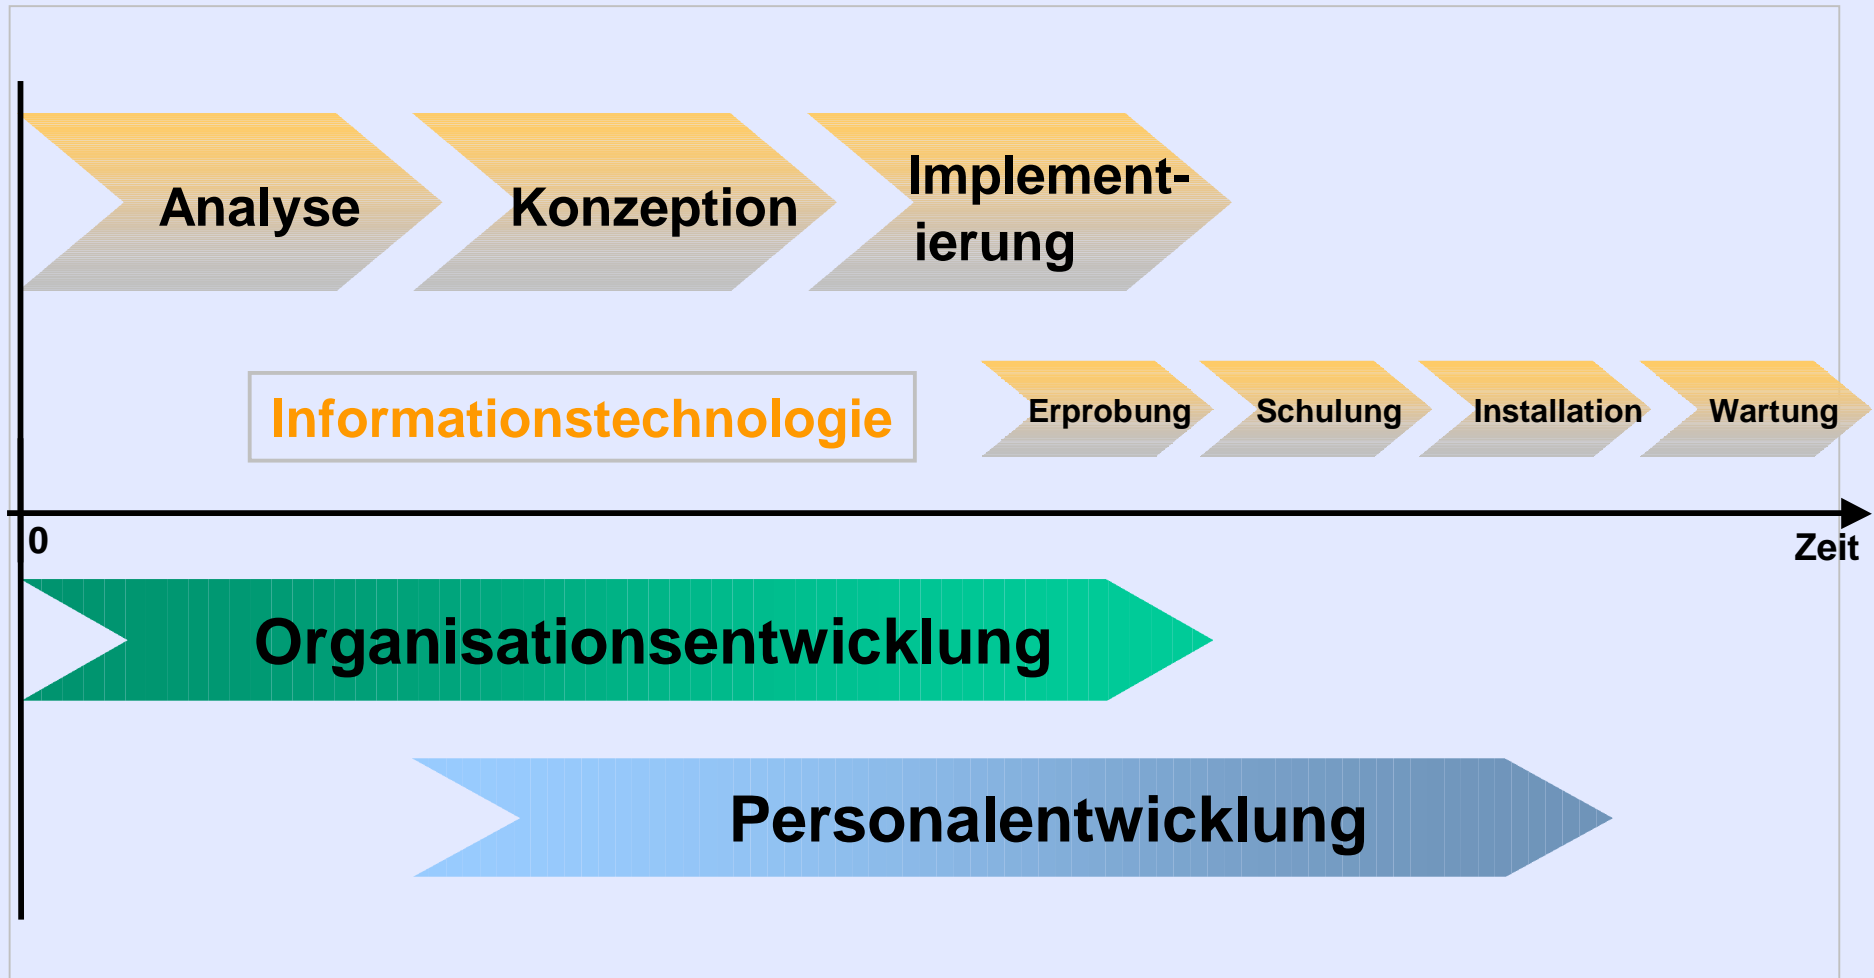 Analyse
Konzeption
Implement-
ierung
Informationstechnologie
Erprobung
Schulung
Installation
Wartung
0
Zeit
Organisationsentwicklung
Personalentwicklung